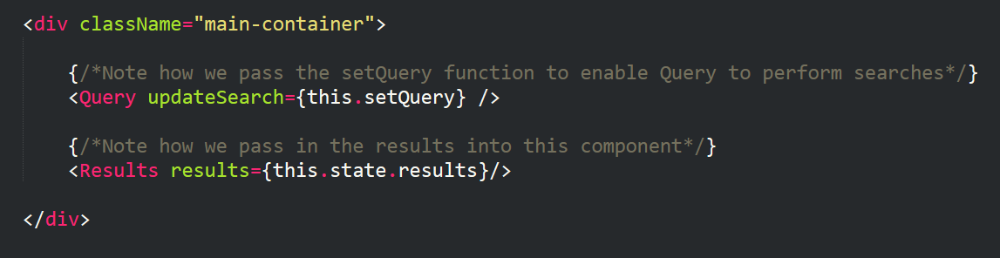 <div className="main-container">
{/*Note how we pass the setQuery function to enable Query to perform searches*/}
<Query updateSearch={this.setQuery} />
{/*Note how we pass in the results into this component*/}
<Results results={this.state.results}/>
</div>